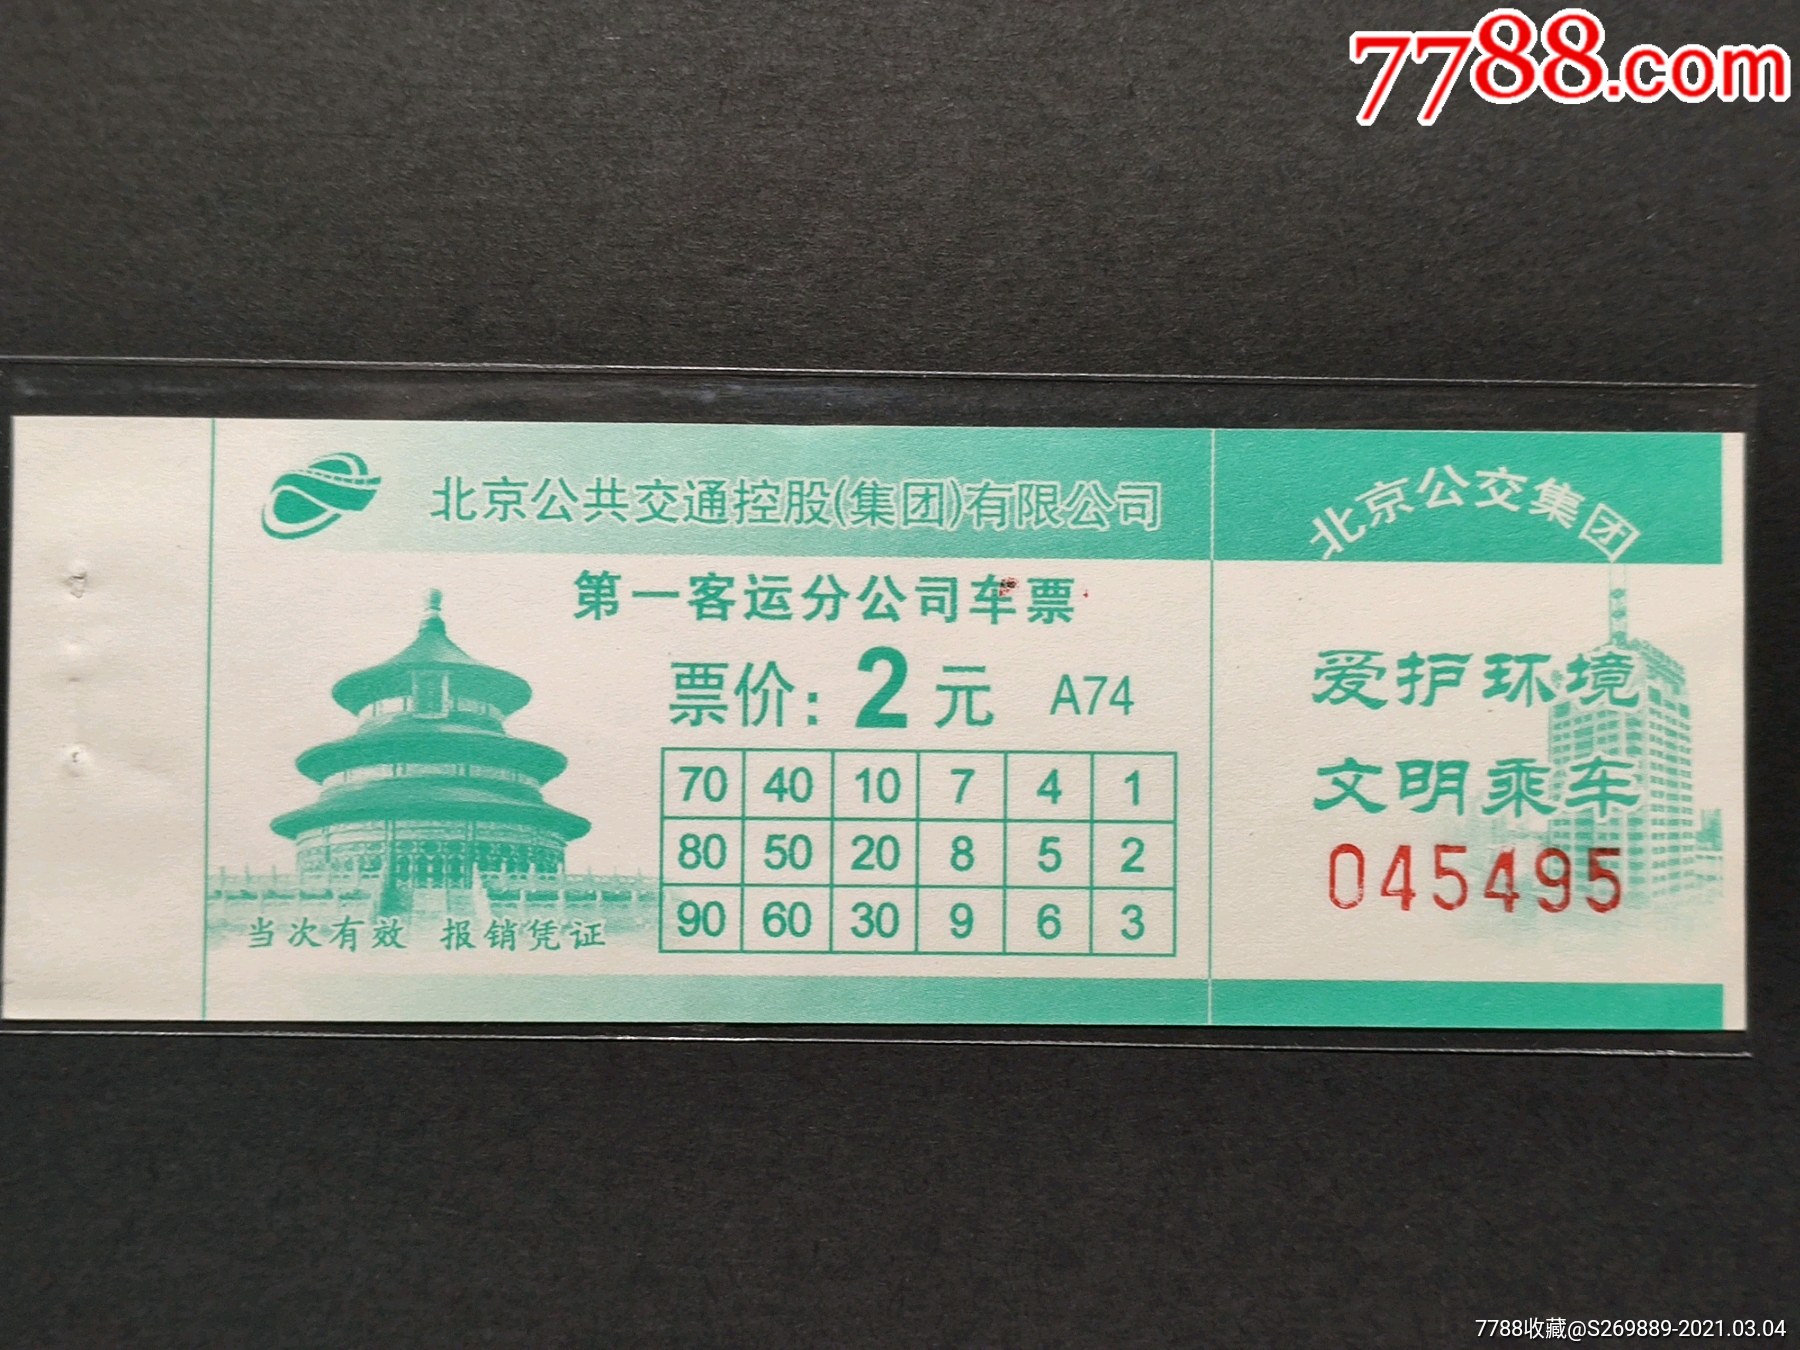 7788.com
北京公共交通控股(集团)有限公司
北京公交集团
第一客运分公司车票
票价：2元 A74
70 40 10 7 4 1
80 50 20 8 5 2
90 60 30 9 6 3
当次有效 报销凭证
爱护环境
文明乘车
045495
7788收藏@S269889-2021.03.04